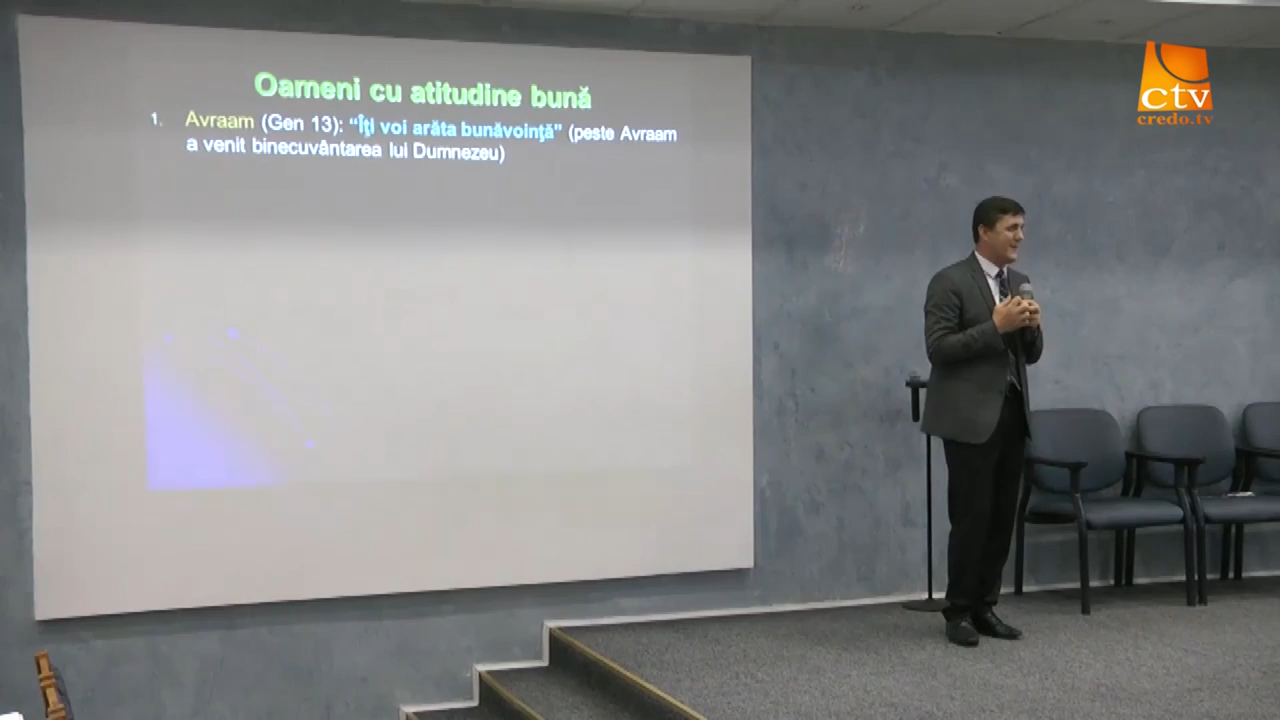 Oameni cu atitudine bună
1. Avraam (Gen 13): “Îţi voi arăta bunăvoinţă” (peste Avraam
a venit binecuvântarea lui Dumnezeu)
ctv
credo.tv